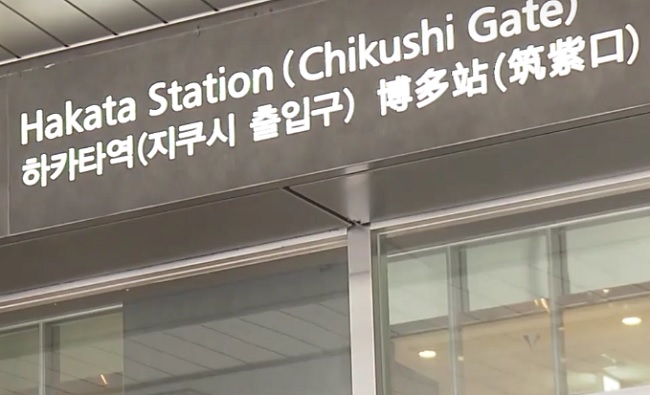 Hakata Station (Chikushi Gate)
하카타역(지쿠시 출입구) 博多站(筑紫口)